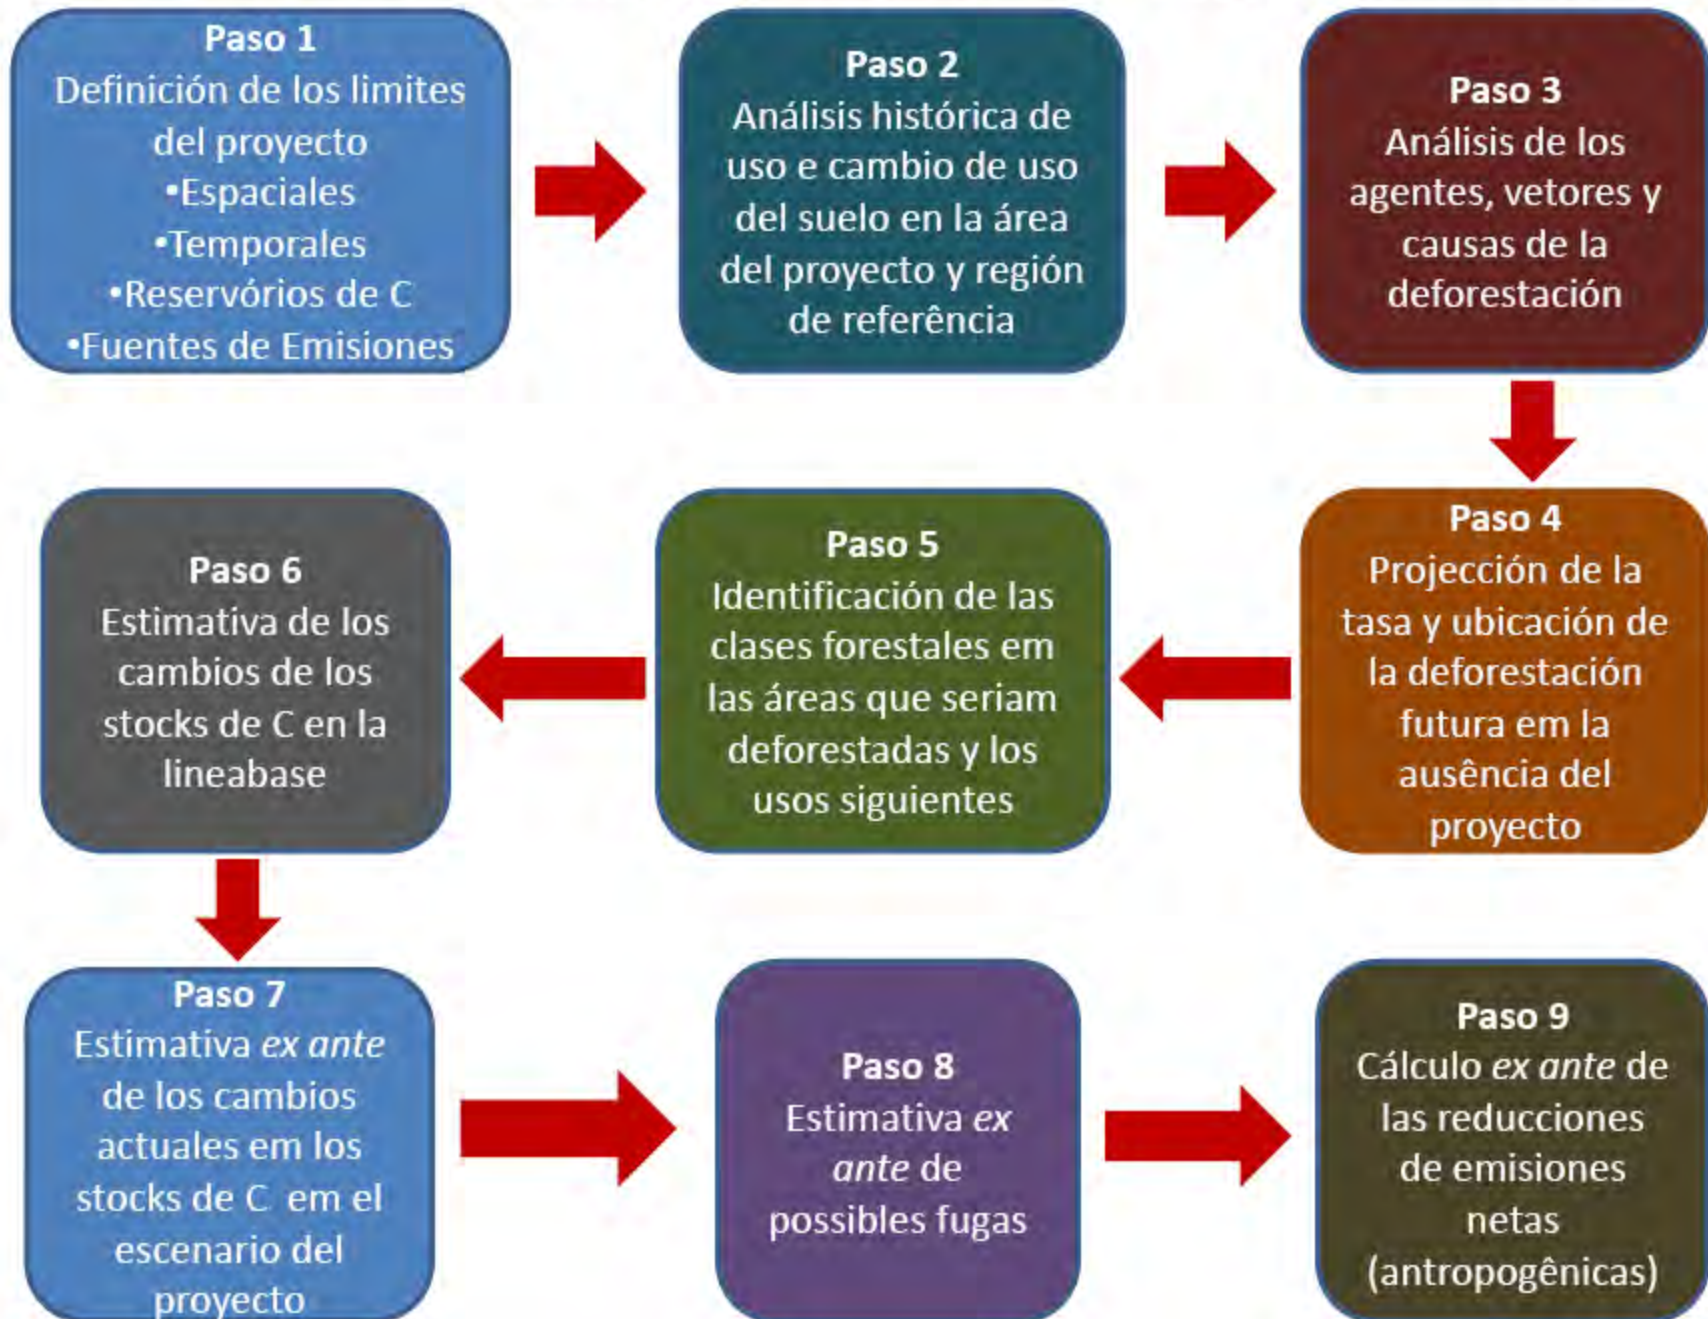 Paso 1
Definición de los limites
del proyecto
•Espaciales
•Temporales
•Reservórios de C
•Fuentes de Emisiones
Paso 2
Análisis histórica de
uso e cambio de uso
del suelo en la área
del proyecto y región
de referência
Paso 3
Análisis de los
agentes, vetores y
causas de la
deforestación
Paso 4
Projección de la
tasa y ubicación de
la deforestación
futura em la
ausência del
proyecto
Paso 5
Identificación de las
clases forestales em
las áreas que seriam
deforestadas y los
usos siguientes
Paso 6
Estimativa de los
cambios de los
stocks de C en la
lineabase
Paso 7
Estimativa ex ante
de los cambios
actuales em los
stocks de C em el
escenario del
proyecto
Paso 8
Estimativa ex
ante de
possibles fugas
Paso 9
Cálculo ex ante de
las reducciones
de emisiones
netas
(antropogênicas)